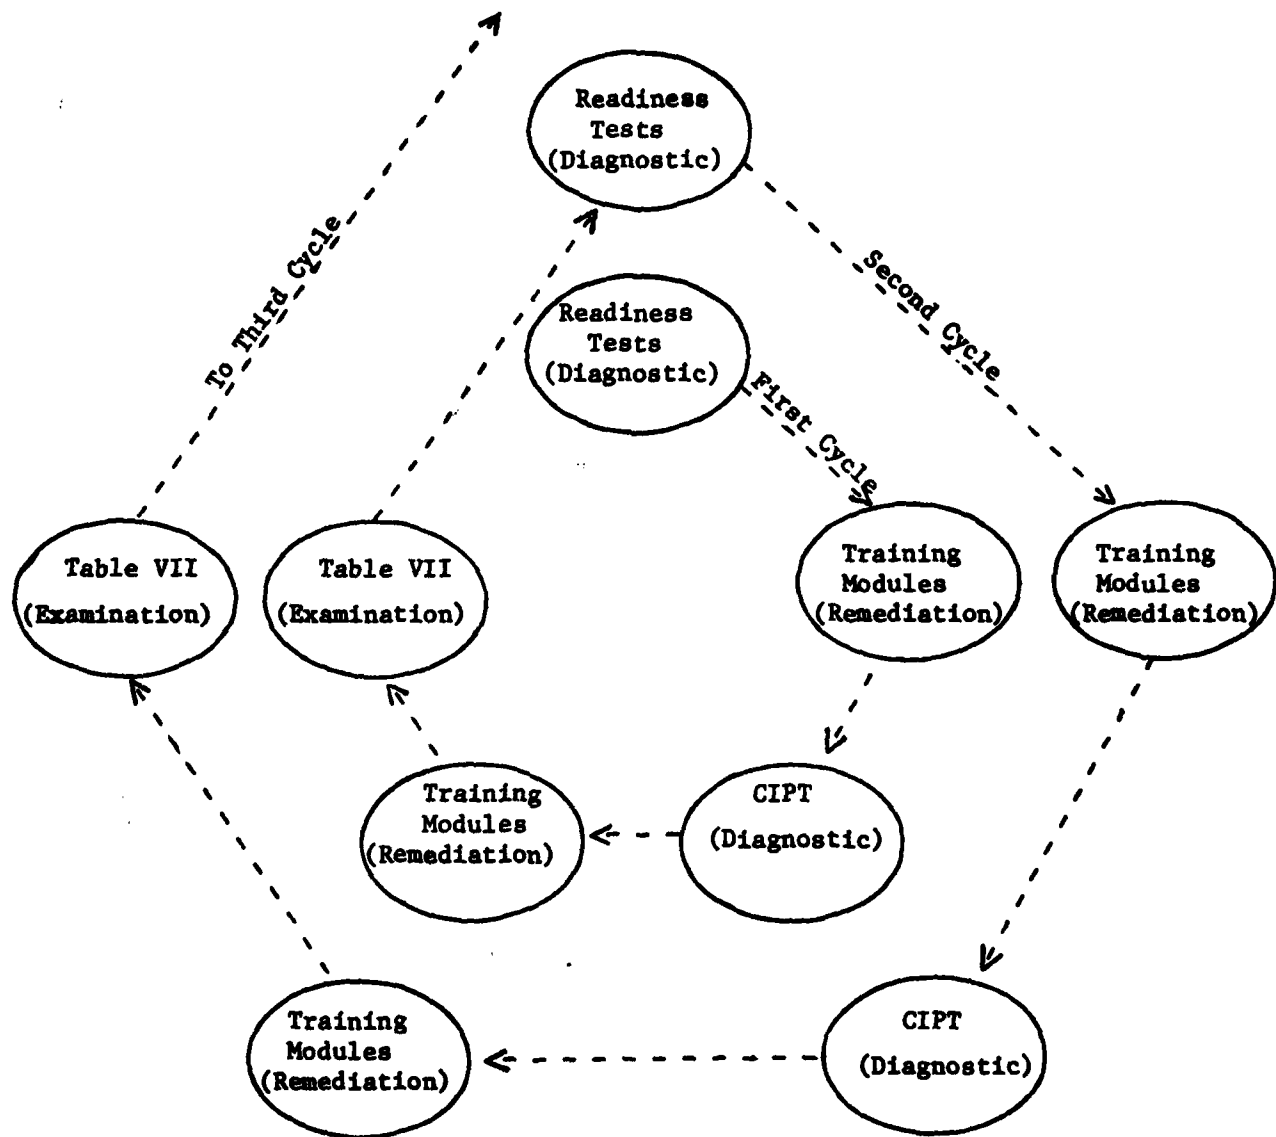 Readiness
Tests
(Diagnostic)
To Third Cycle
Second Cycle
Readiness
Tests
(Diagnostic)
First Cycle
Table VII
(Examination)
Table VII
(Examination)
Training
Modules
(Remediation)
Training
Modules
(Remediation)
Training
Modules
(Remediation)
CIPT
(Diagnostic)
Training
Modules
(Remediation)
CIPT
(Diagnostic)